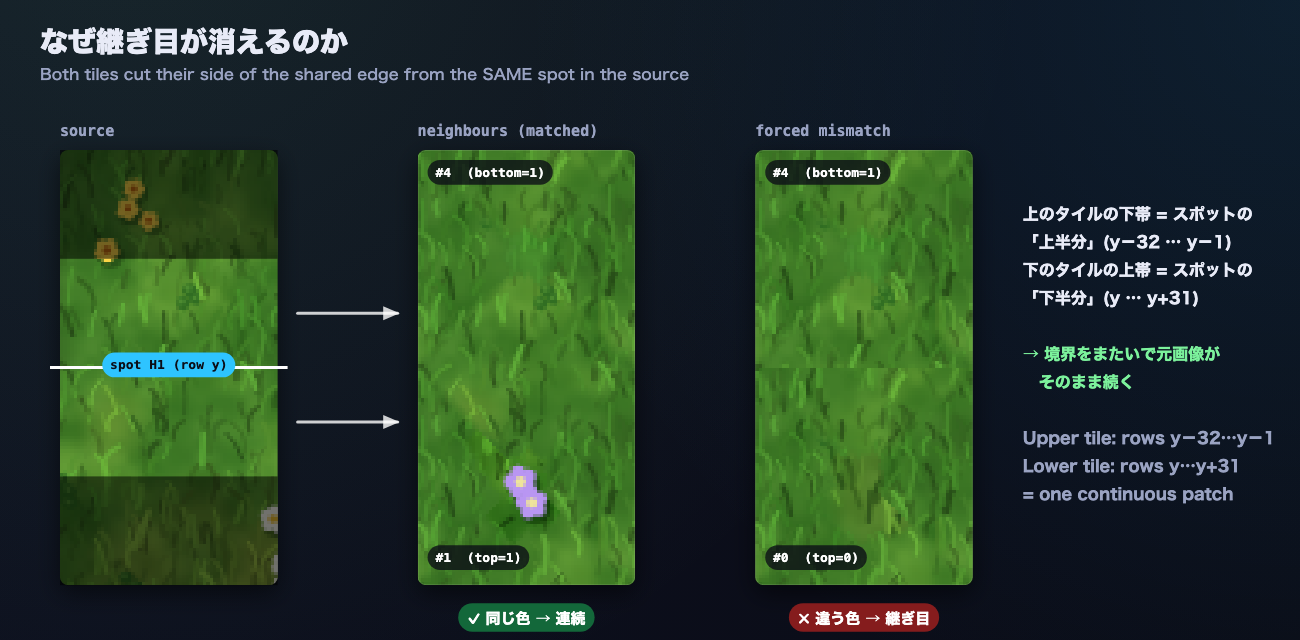 なぜ継ぎ目が消えるのか
Both tiles cut their side of the shared edge from the SAME spot in the source
source
neighbours (matched)
forced mismatch
#4 (bottom=1)
#4 (bottom=1)
spot H1 (row y)
#1 (top=1)
#0 (top=0)
✓ 同じ色 → 連続
× 違う色 → 継ぎ目
上のタイルの下帯 = スポットの
「上半分」(y−32 … y−1)
下のタイルの上帯 = スポットの
「下半分」(y … y+31)
→ 境界をまたいで元画像が
そのまま続く
Upper tile: rows y−32…y−1
Lower tile: rows y…y+31
= one continuous patch